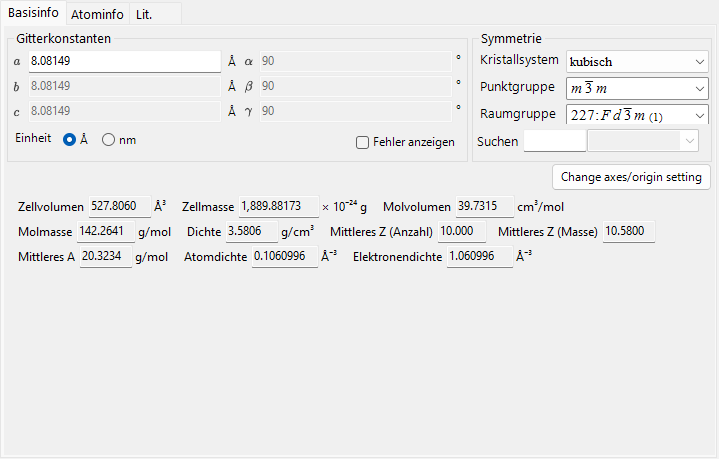 Basisinfo Atominfo Lit.
Gitterkonstanten Symmetrie
a 8.08149 Å α 90 ° Kristallsystem kubisch
b 8.08149 Å β 90 ° Punktgruppe m 3̅ m
c 8.08149 Å γ 90 ° Raumgruppe 227: F d 3̅ m (1)
Einheit Å nm Fehler anzeigen Suchen
Change axes/origin setting
Zellvolumen 527.8060 Å³ Zellmasse 1,889.88173 × 10⁻²⁴ g Molvolumen 39.7315 cm³/mol
Molmasse 142.2641 g/mol Dichte 3.5806 g/cm³ Mittleres Z (Anzahl) 10.000 Mittleres Z (Masse) 10.5800
Mittleres A 20.3234 g/mol Atomdichte 0.1060996 Å⁻³ Elektronendichte 1.060996 Å⁻³